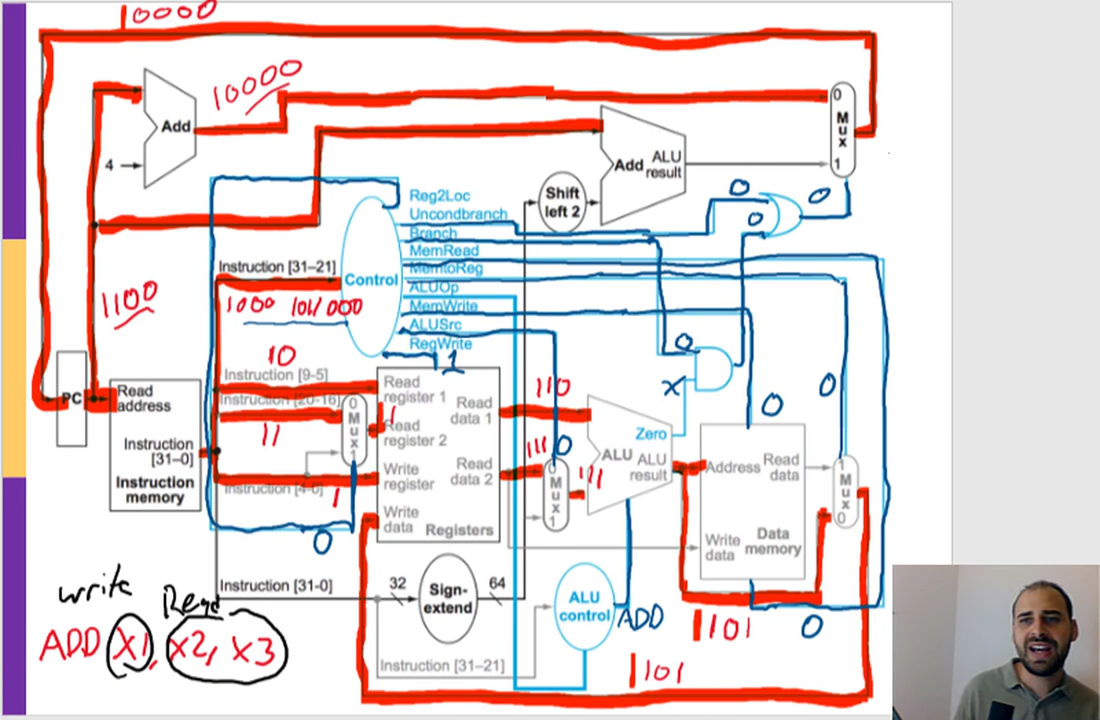 10000
10000
Add
4
0
Mux
1
Add ALU result
Shift left 2
0
0
0
Reg2Loc
Uncondbranch
Branch
MemRead
MemtoReg
ALUOp
MemWrite
ALUSrc
RegWrite
Control
Instruction [31–21]
1000 1011000
1100
1
0
X
0
0
PC
Read address
Instruction [31–0]
Instruction memory
10
Instruction [9-5]
Instruction [20-16]
11
0
Mux
1
1
Instruction [4-0]
1
0
Read register 1
Read register 2
Write register
Write data
Read data 1
Read data 2
Registers
110
111
0
0
Mux
1
111
Zero
ALU ALU result
Address
Read data
Write data
Data memory
1
Mux
0
Instruction [31-0]
32
Sign-extend
64
ALU control
ADD
1101
0
Instruction [31–21]
1101
write
Read
ADD X1, X2, X3